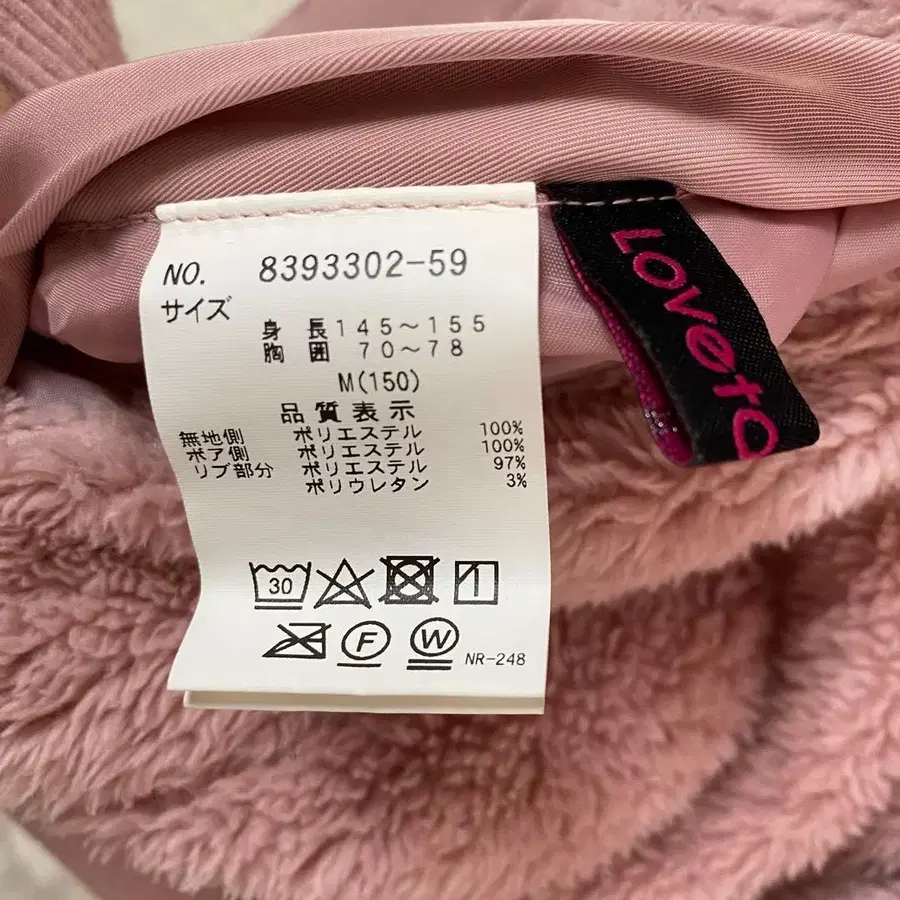 NO. 8393302-59
サイズ
身長 145～155
胸囲 70～78
M(150)
品質表示
無地側 ポリエステル 100%
ボア側 ポリエステル 100%
リブ部分 ポリエステル 97%
ポリウレタン 3%
30
F
W
NR-248
Loveto